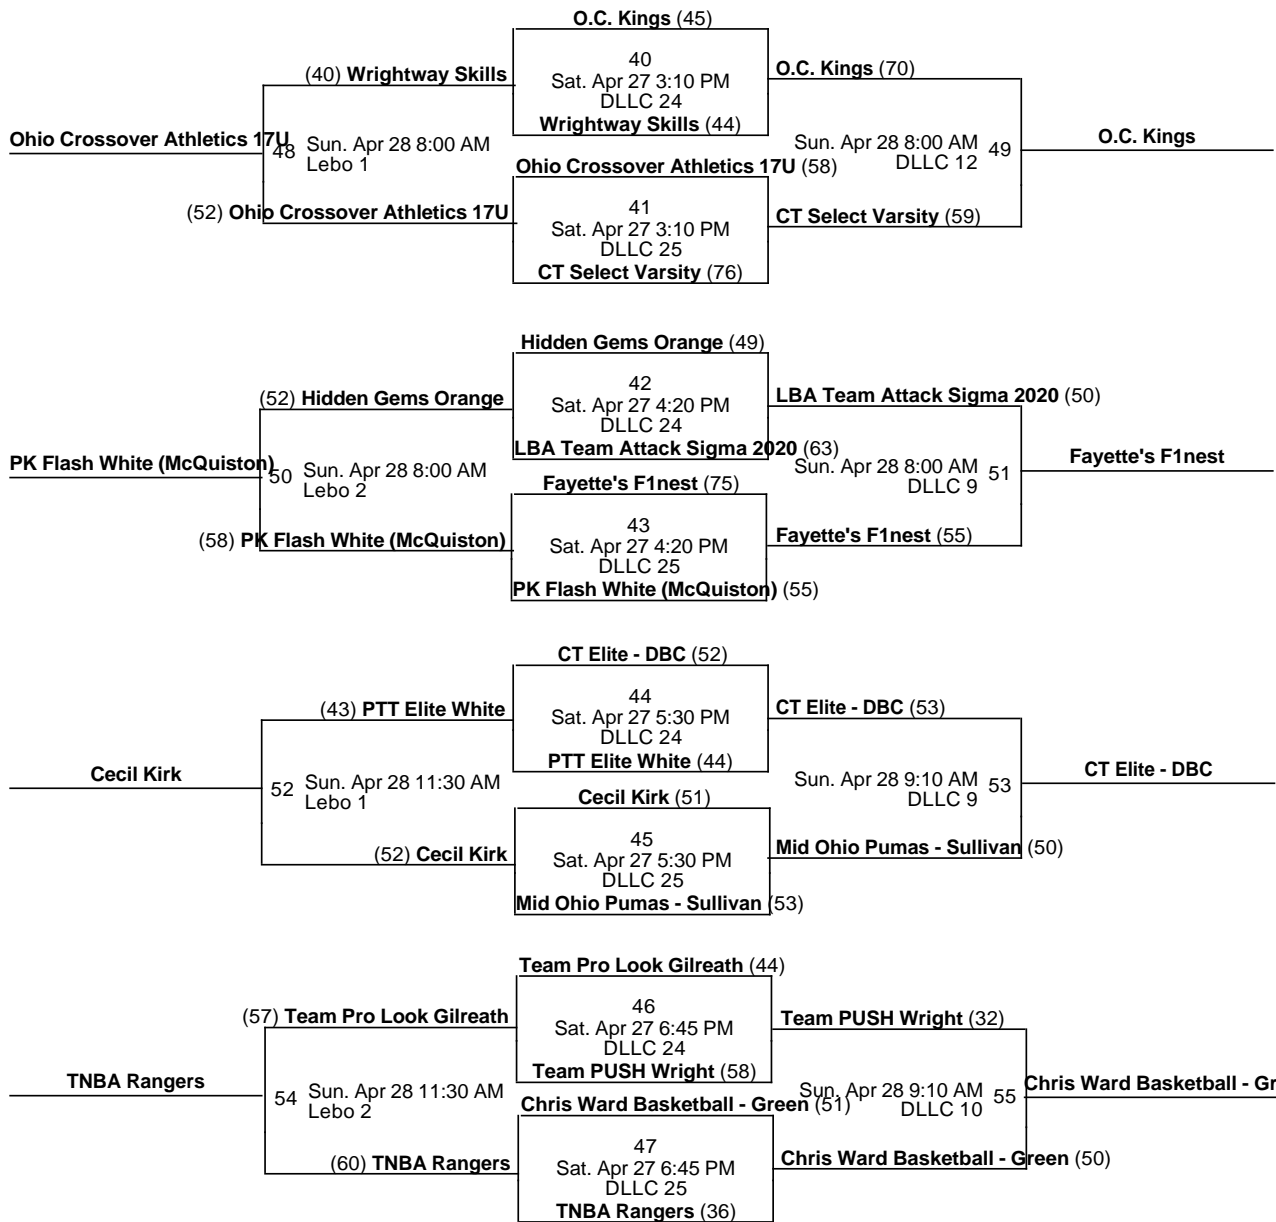 O.C. Kings (45)
(40) Wrightway Skills
40
Sat. Apr 27 3:10 PM
DLLC 24
O.C. Kings (70)
Wrightway Skills (44)
Ohio Crossover Athletics 17U
48 Sun. Apr 28 8:00 AM
Lebo 1
Sun. Apr 28 8:00 AM 49
DLLC 12
O.C. Kings
Ohio Crossover Athletics 17U (58)
(52) Ohio Crossover Athletics 17U
41
Sat. Apr 27 3:10 PM
DLLC 25
CT Select Varsity (59)
CT Select Varsity (76)
Hidden Gems Orange (49)
(52) Hidden Gems Orange
42
Sat. Apr 27 4:20 PM
DLLC 24
LBA Team Attack Sigma 2020 (50)
LBA Team Attack Sigma 2020 (63)
PK Flash White (McQuiston)
50 Sun. Apr 28 8:00 AM
Lebo 2
Sun. Apr 28 8:00 AM 51
DLLC 9
Fayette's F1nest
Fayette's F1nest (75)
(58) PK Flash White (McQuiston)
43
Sat. Apr 27 4:20 PM
DLLC 25
Fayette's F1nest (55)
PK Flash White (McQuiston) (55)
CT Elite - DBC (52)
(43) PTT Elite White
44
Sat. Apr 27 5:30 PM
DLLC 24
CT Elite - DBC (53)
PTT Elite White (44)
Cecil Kirk
52 Sun. Apr 28 11:30 AM
Lebo 1
Sun. Apr 28 9:10 AM 53
DLLC 9
CT Elite - DBC
Cecil Kirk (51)
(52) Cecil Kirk
45
Sat. Apr 27 5:30 PM
DLLC 25
Mid Ohio Pumas - Sullivan (50)
Mid Ohio Pumas - Sullivan (53)
Team Pro Look Gilreath (44)
(57) Team Pro Look Gilreath
46
Sat. Apr 27 6:45 PM
DLLC 24
Team PUSH Wright (32)
Team PUSH Wright (58)
TNBA Rangers
54 Sun. Apr 28 11:30 AM
Lebo 2
Sun. Apr 28 9:10 AM 55
DLLC 10
Chris Ward Basketball - Gr
Chris Ward Basketball - Green (51)
(60) TNBA Rangers
47
Sat. Apr 27 6:45 PM
DLLC 25
Chris Ward Basketball - Green (50)
TNBA Rangers (36)